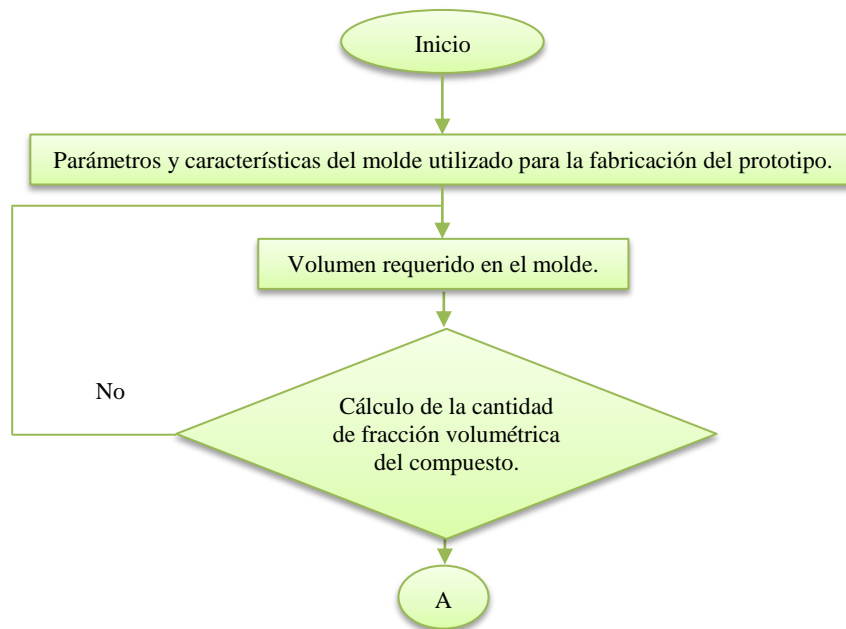 Inicio
Parámetros y características del molde utilizado para la fabricación del prototipo.
Volumen requerido en el molde.
No
Cálculo de la cantidad
de fracción volumétrica
del compuesto.
A